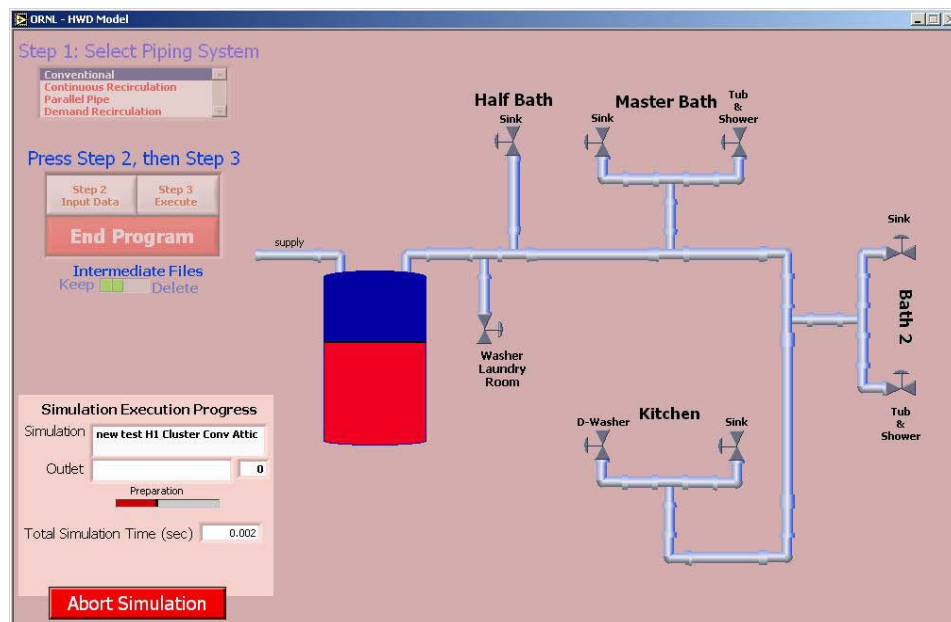 ORNL - HWD Model
Step 1: Select Piping System
Conventional
Continuous Recirculation
Parallel Pipe
Demand Recirculation
Press Step 2, then Step 3
Step 2
Input Data
Step 3
Execute
End Program
Intermediate Files
Keep
Delete
supply
Half Bath
Sink
Master Bath
Sink
Tub
&
Shower
Sink
Bath 2
Tub
&
Shower
Washer
Laundry
Room
Kitchen
D-Washer
Sink
Simulation Execution Progress
Simulation
new test H1 Cluster Conv Attic
Outlet
0
Preparation
Total Simulation Time (sec)
0.002
Abort Simulation